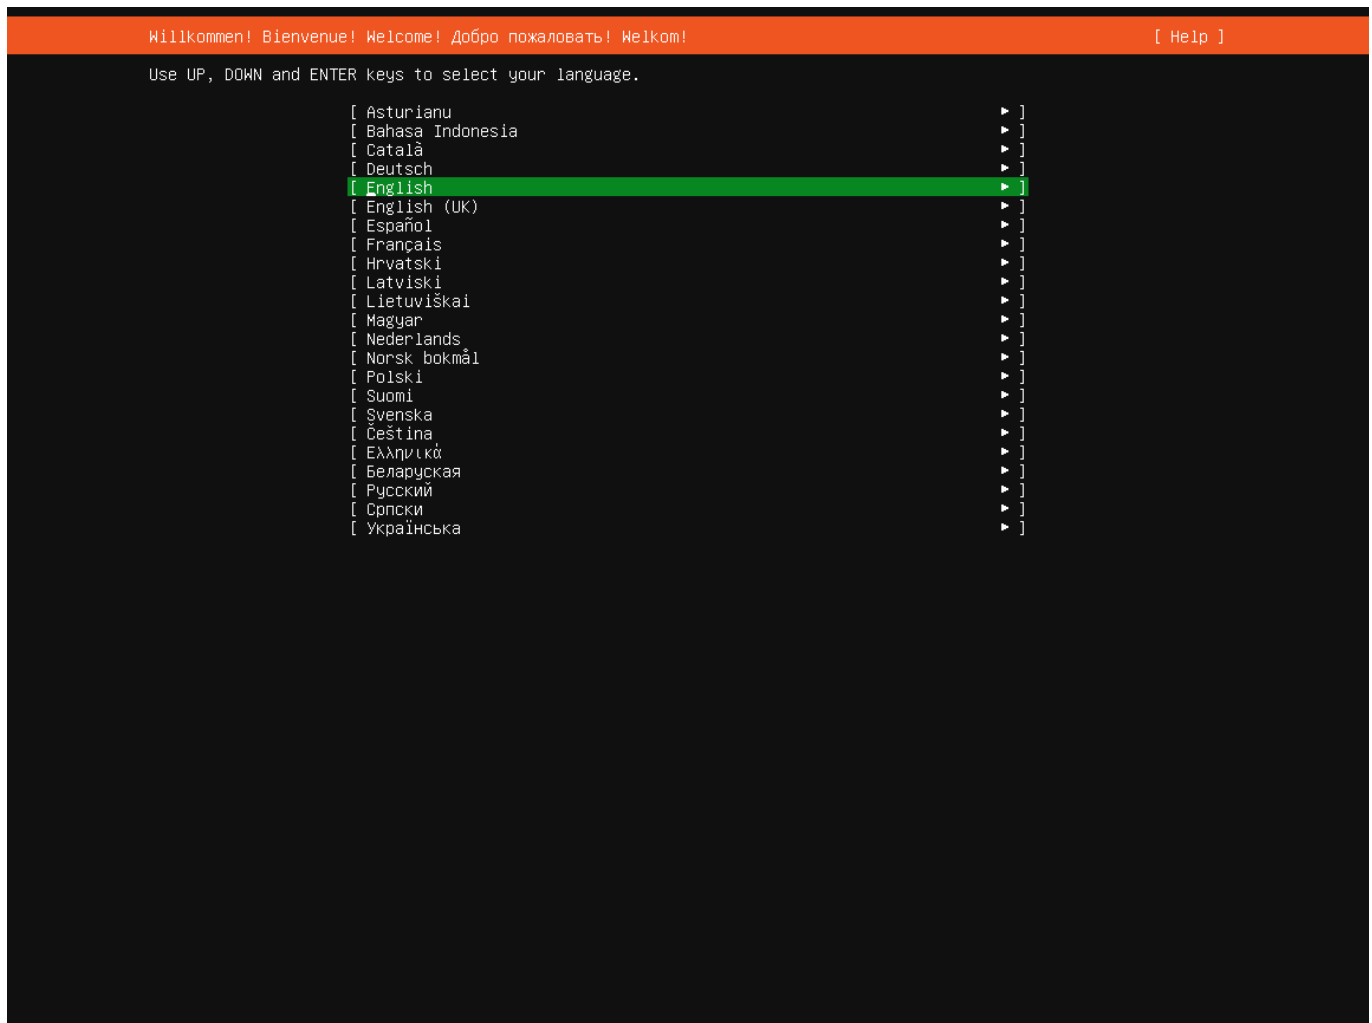 Willkommen! Bienvenue! Welcome! Добро пожаловать! Welkom! [ Help ]
Use UP, DOWN and ENTER keys to select your language.
[ Asturianu ▸ ]
[ Bahasa Indonesia ▸ ]
[ Català ▸ ]
[ Deutsch ▸ ]
[ English ▸ ]
[ English (UK) ▸ ]
[ Español ▸ ]
[ Français ▸ ]
[ Hrvatski ▸ ]
[ Latviski ▸ ]
[ Lietuviškai ▸ ]
[ Magyar ▸ ]
[ Nederlands ▸ ]
[ Norsk bokmål ▸ ]
[ Polski ▸ ]
[ Suomi ▸ ]
[ Svenska ▸ ]
[ Čeština ▸ ]
[ Ελληνικά ▸ ]
[ Беларуская ▸ ]
[ Русский ▸ ]
[ Српски ▸ ]
[ Українська ▸ ]